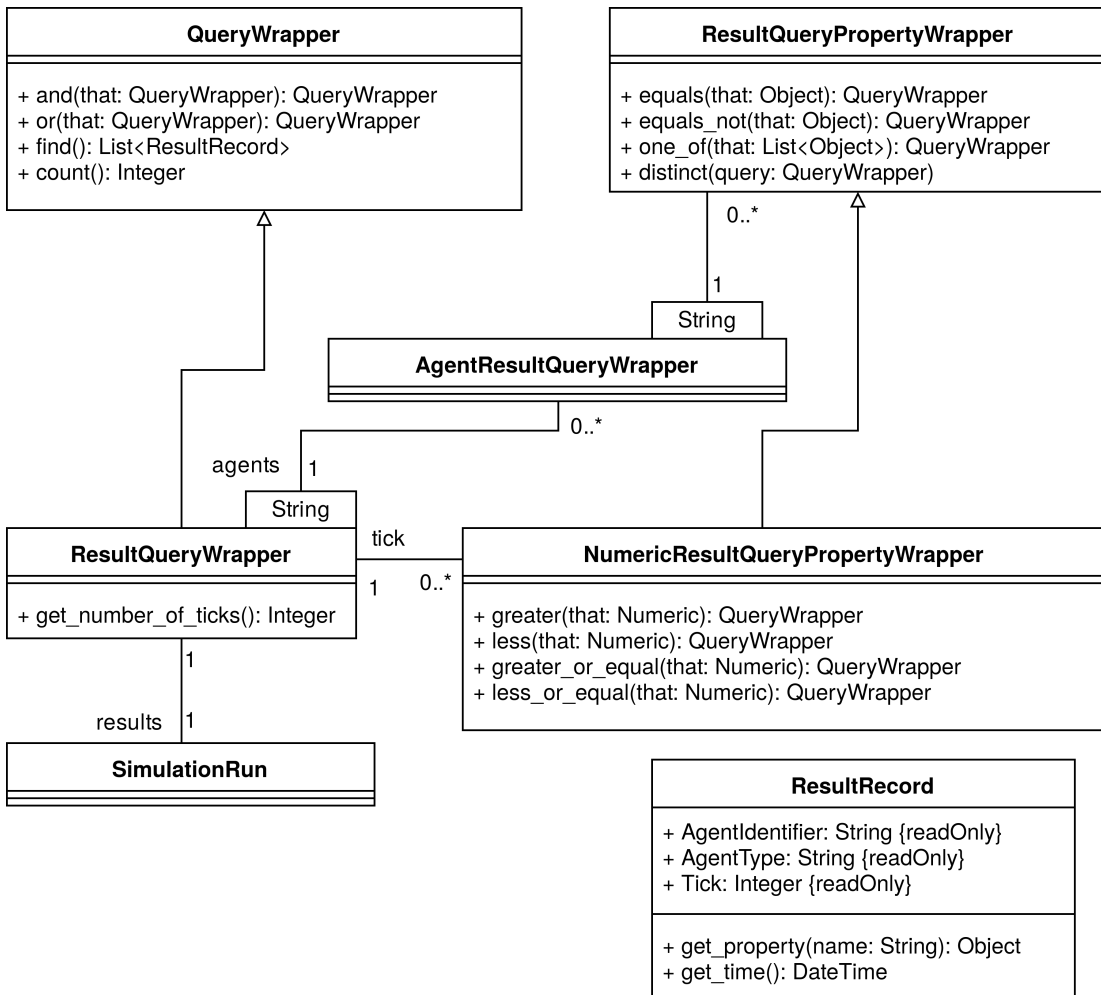 QueryWrapper
+ and(that: QueryWrapper): QueryWrapper
+ or(that: QueryWrapper): QueryWrapper
+ find(): List<ResultRecord>
+ count(): Integer
ResultQueryPropertyWrapper
+ equals(that: Object): QueryWrapper
+ equals_not(that: Object): QueryWrapper
+ one_of(that: List<Object>): QueryWrapper
+ distinct(query: QueryWrapper)
0..*
1
String
AgentResultQueryWrapper
0..*
agents
1
String
ResultQueryWrapper
+ get_number_of_ticks(): Integer
tick
1
0..*
NumericResultQueryPropertyWrapper
+ greater(that: Numeric): QueryWrapper
+ less(that: Numeric): QueryWrapper
+ greater_or_equal(that: Numeric): QueryWrapper
+ less_or_equal(that: Numeric): QueryWrapper
1
results
1
SimulationRun
ResultRecord
+ AgentIdentifier: String {readOnly}
+ AgentType: String {readOnly}
+ Tick: Integer {readOnly}
+ get_property(name: String): Object
+ get_time(): DateTime